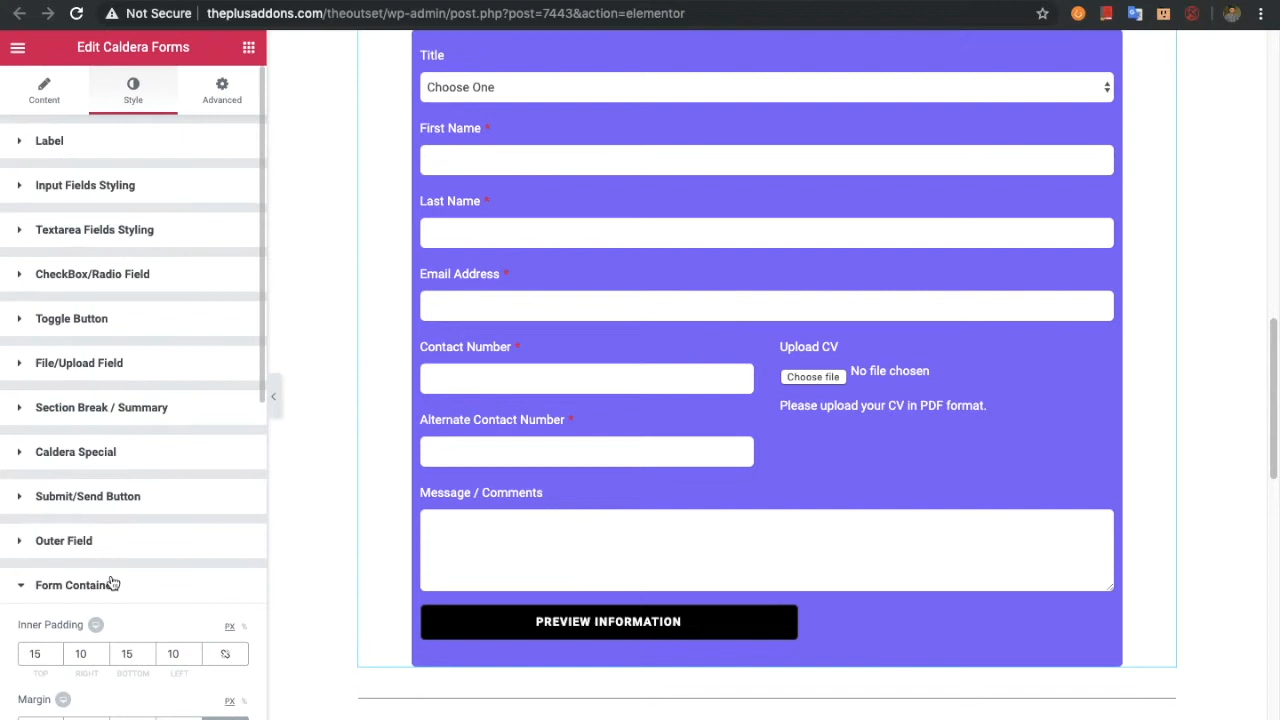 Not Secure | theplusaddons.com/theoutset/wp-admin/post.php?post=7443&action=elementor
Edit Caldera Forms
Content Style Advanced
Label
Input Fields Styling
Textarea Fields Styling
CheckBox/Radio Field
Toggle Button
File/Upload Field
Section Break / Summary
Caldera Special
Submit/Send Button
Outer Field
Form Container
Inner Padding PX %
15 10 15 10
TOP RIGHT BOTTOM LEFT
Margin PX %
Title
Choose One
First Name *
Last Name *
Email Address *
Contact Number *
Upload CV
Choose file No file chosen
Please upload your CV in PDF format.
Alternate Contact Number *
Message / Comments
PREVIEW INFORMATION